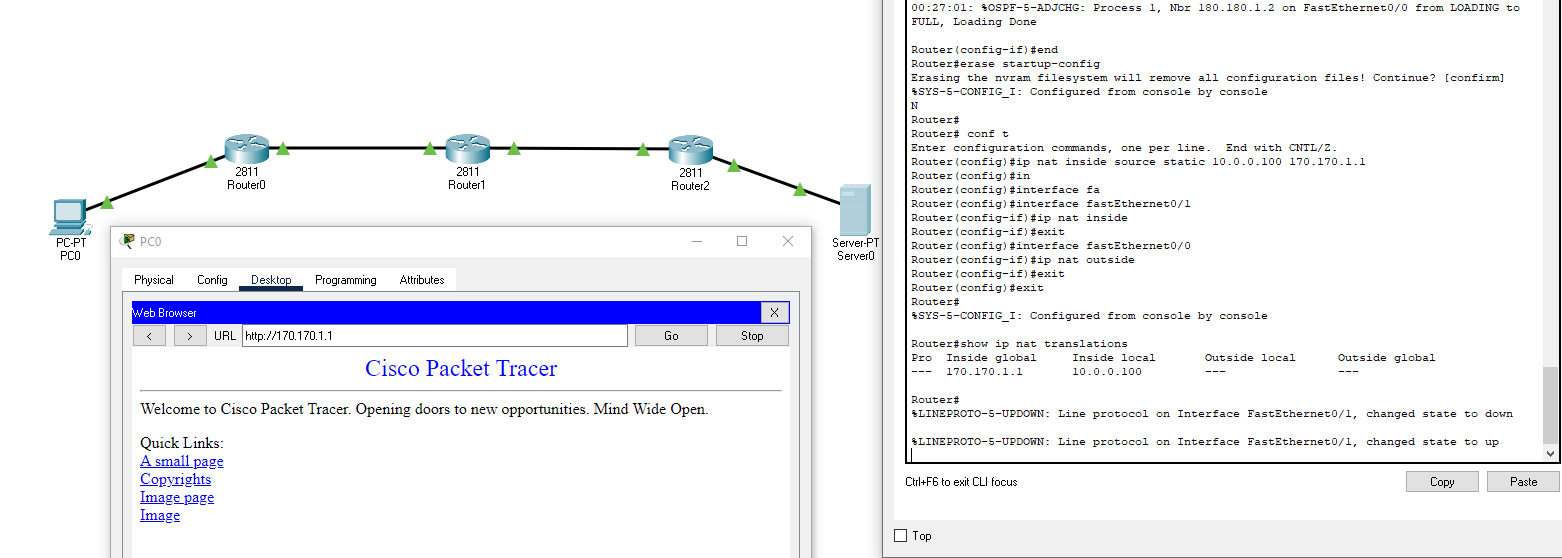 2811
Router0
2811
Router1
2811
Router2
PC-PT
PC0
Server-PT
Server0
PC0
Physical Config Desktop Programming Attributes
Web Browser X
< > URL http://170.170.1.1 Go Stop
Cisco Packet Tracer
Welcome to Cisco Packet Tracer. Opening doors to new opportunities. Mind Wide Open.
Quick Links:
A small page
Copyrights
Image page
Image
00:27:01: %OSPF-5-ADJCHG: Process 1, Nbr 180.180.1.2 on FastEthernet0/0 from LOADING to
FULL, Loading Done
Router(config-if)#end
Router#erase startup-config
Erasing the nvram filesystem will remove all configuration files! Continue? [confirm]
%SYS-5-CONFIG_I: Configured from console by console
N
Router#
Router# conf t
Enter configuration commands, one per line. End with CNTL/Z.
Router(config)#ip nat inside source static 10.0.0.100 170.170.1.1
Router(config)#in
Router(config)#interface fa
Router(config)#interface fastEthernet0/1
Router(config-if)#ip nat inside
Router(config-if)#exit
Router(config)#interface fastEthernet0/0
Router(config-if)#ip nat outside
Router(config-if)#exit
Router(config)#exit
Router#
%SYS-5-CONFIG_I: Configured from console by console
Router#show ip nat translations
Pro Inside global Inside local Outside local Outside global
--- 170.170.1.1 10.0.0.100 --- ---
Router#
%LINEPROTO-5-UPDOWN: Line protocol on Interface FastEthernet0/1, changed state to down
%LINEPROTO-5-UPDOWN: Line protocol on Interface FastEthernet0/1, changed state to up
Ctrl+F6 to exit CLI focus Copy Paste
Top